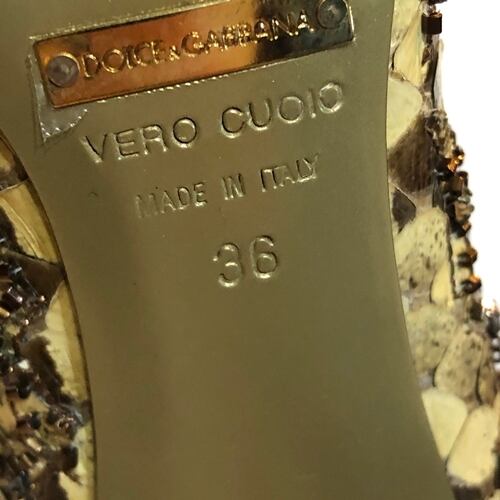 DOLCE & GABBANA
VERO CUOIO
MADE IN ITALY
36